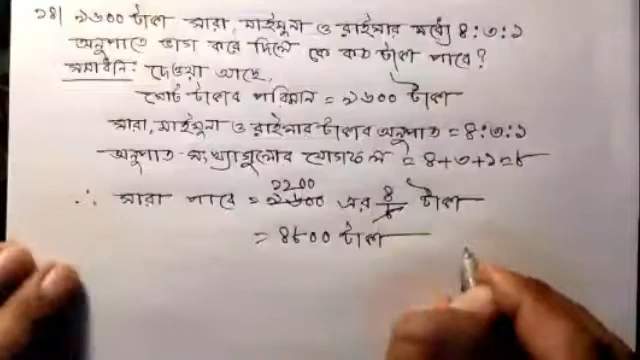 ১৪। ৯৬০০ টাকা সারা, মাইমুনা ও রাইসার মধ্যে ৪:৩:১
অনুপাতে ভাগ করে দিলে কে কত টাকা পাবে?
সমাধান: দেওয়া আছে,
মোট টাকার পরিমান = ৯৬০০ টাকা
সারা, মাইমুনা ও রাইসার টাকার অনুপাত = ৪:৩:১
অনুপাত সংখ্যাগুলোর যোগফল = ৪+৩+১=৮
১২০০
∴ সারা পাবে = ৯৬০০ এর ৪/৮ টাকা
= ৪৮০০ টাকা